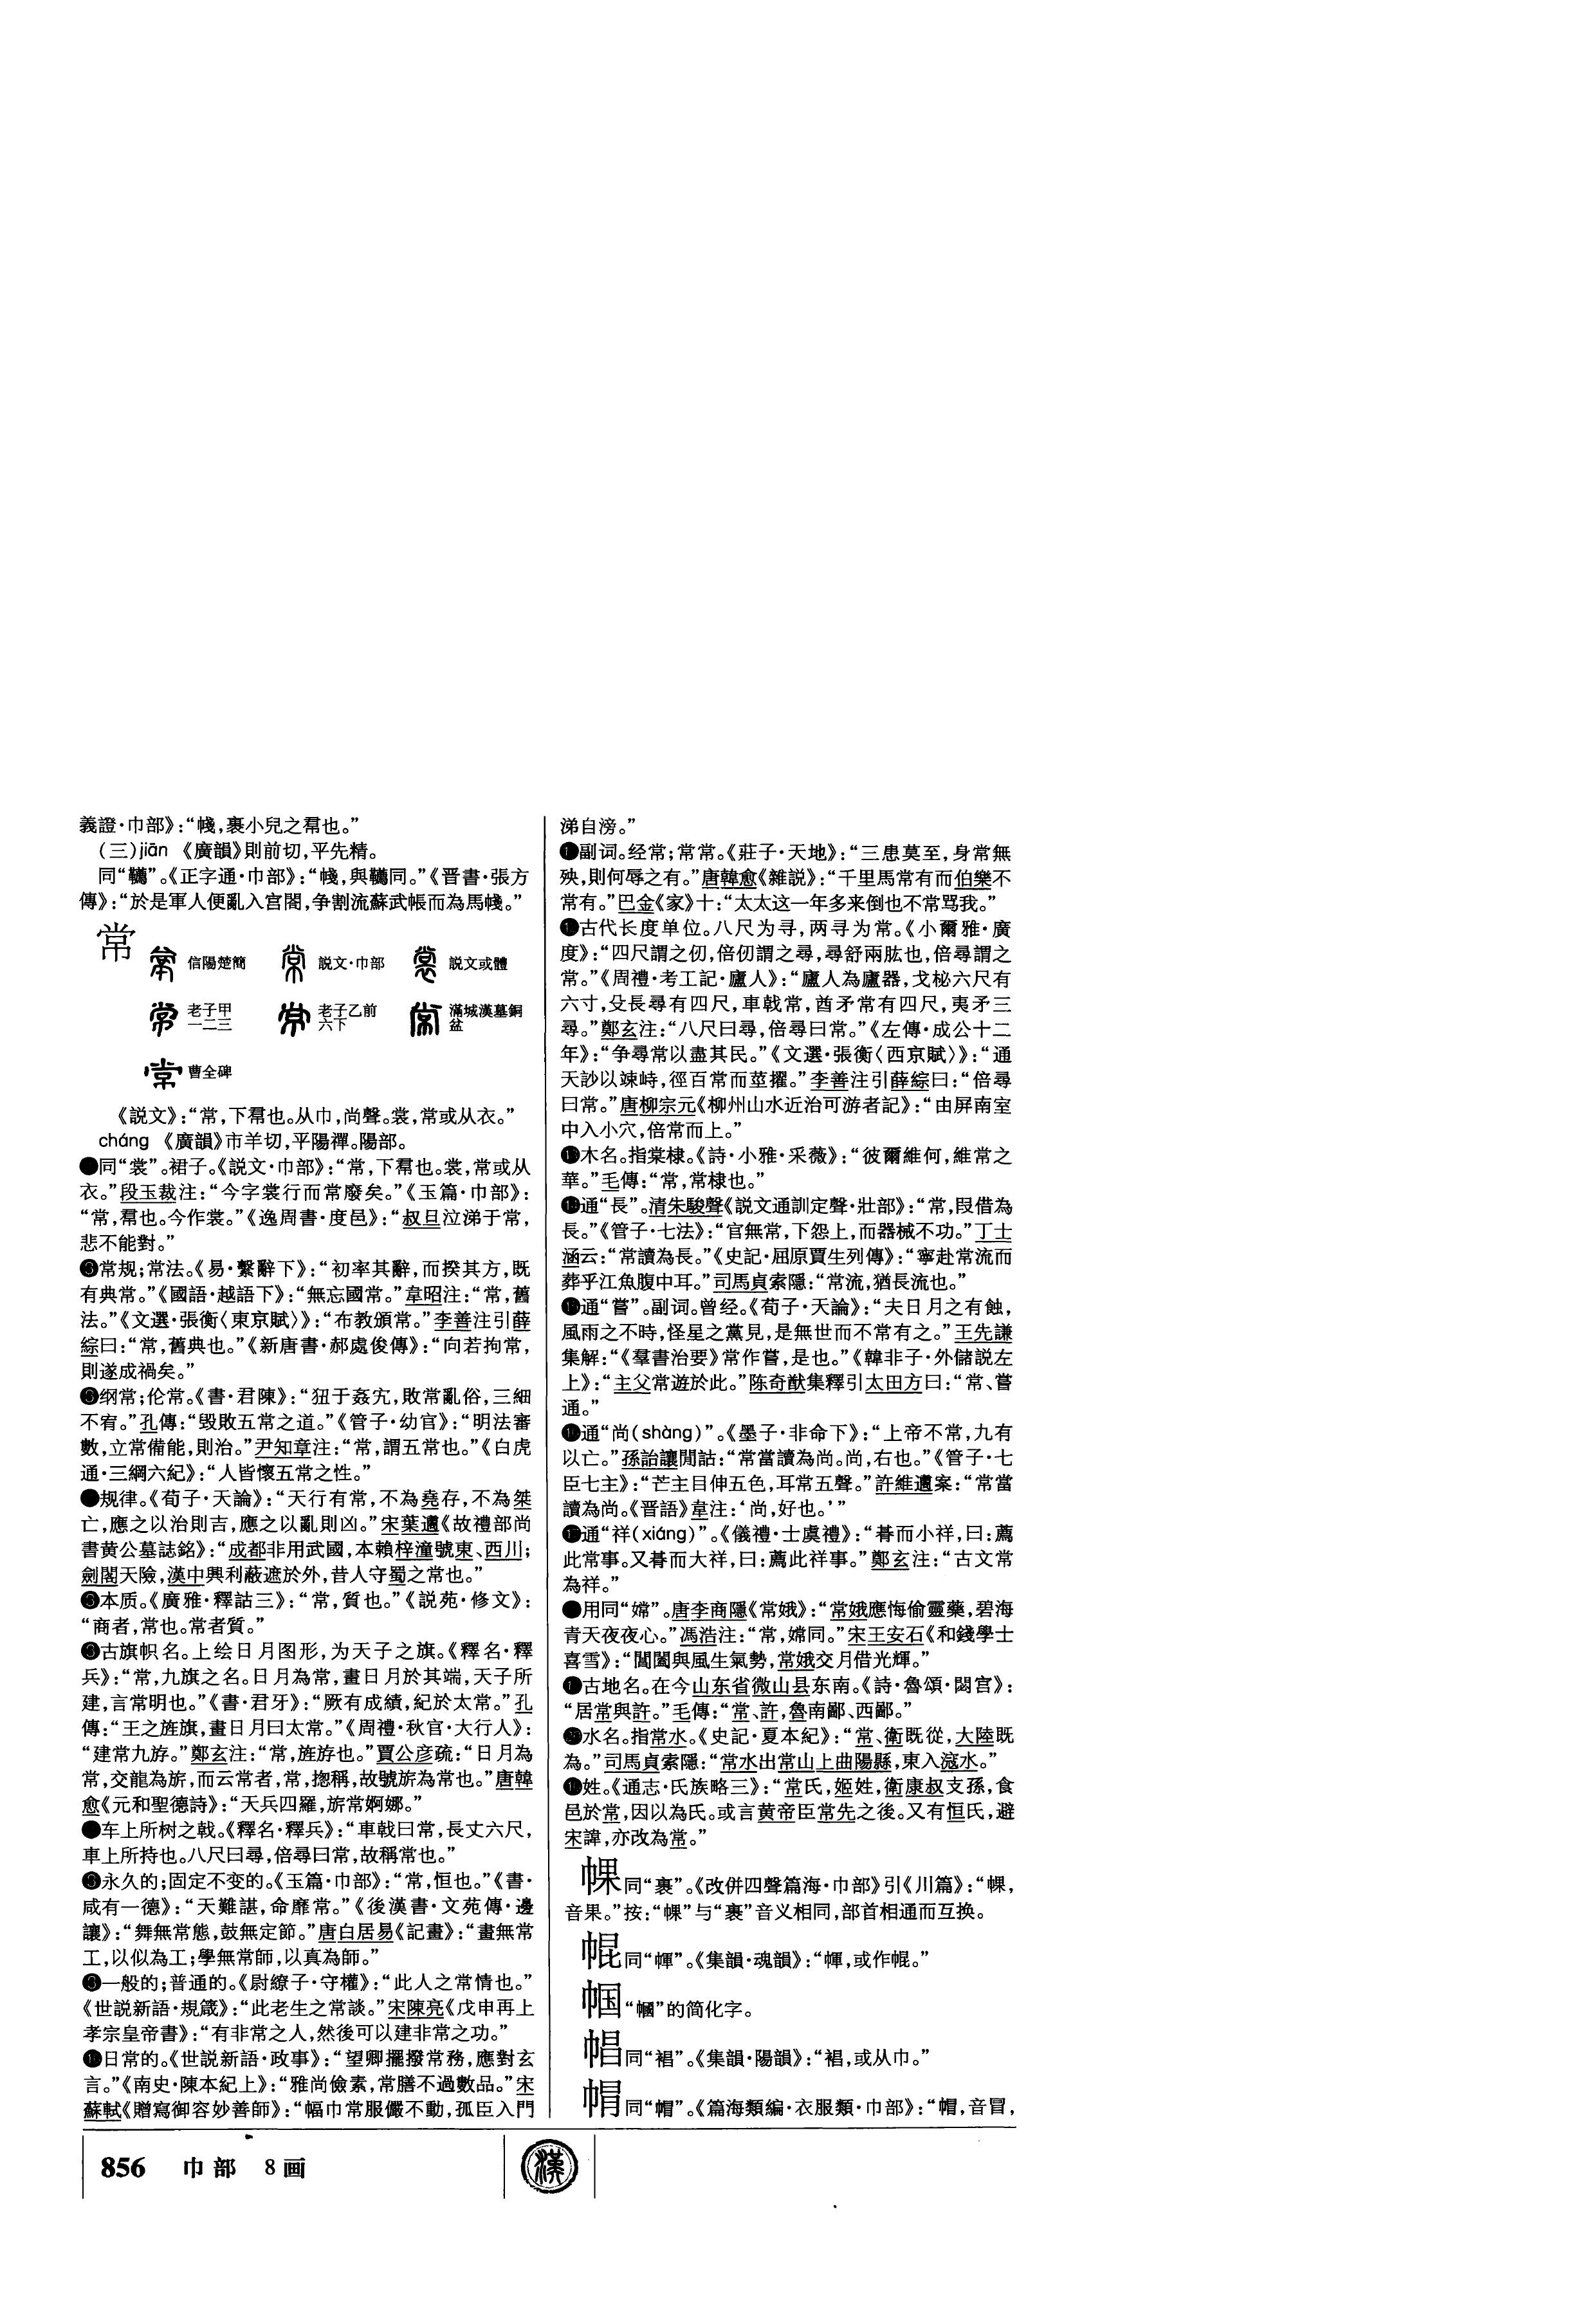 義證·巾部》：“帴，裹小兒之帬也。”
(三)jiān 《廣韻》則前切，平先精。
同“韉”。《正字通·巾部》：“帴，與韉同。”《晋書·張方
傳》：“於是軍人便亂入宫閣，争割流蘇武帳而為馬帴。”
常
信陽楚簡 説文·巾部 説文或體
老子甲一二三 老子乙前六下 滿城漢墓銅盆
曹全碑
《説文》：“常，下帬也。从巾，尚聲。裳，常或从衣。”
cháng 《廣韻》市羊切，平陽禪。陽部。
●同“裳”。裙子。《説文·巾部》：“常，下帬也。裳，常或从
衣。”段玉裁注：“今字裳行而常廢矣。”《玉篇·巾部》：
“常，帬也。今作裳。”《逸周書·度邑》：“叔旦泣涕于常，
悲不能對。”
❸常规；常法。《易·繫辭下》：“初率其辭，而揆其方，既
有典常。”《國語·越語下》：“無忘國常。”韋昭注：“常，舊
法。”《文選·張衡〈東京賦〉》：“布教頒常。”李善注引薛
綜曰：“常，舊典也。”《新唐書·郝處俊傳》：“向若拘常，
則遂成禍矣。”
❸纲常；伦常。《書·君陳》：“狃于姦宄，敗常亂俗，三細
不宥。”孔傳：“毁敗五常之道。”《管子·幼官》：“明法審
數，立常備能，則治。”尹知章注：“常，謂五常也。”《白虎
通·三綱六紀》：“人皆懷五常之性。”
●规律。《荀子·天論》：“天行有常，不為堯存，不為桀
亡，應之以治則吉，應之以亂則凶。”宋葉適《故禮部尚
書黄公墓誌銘》：“成都非用武國，本賴梓潼號東、西川；
劍閣天險，漢中興利蔽遮於外，昔人守蜀之常也。”
❸本质。《廣雅·釋詁三》：“常，質也。”《説苑·修文》：
“商者，常也。常者質。”
❸古旗帜名。上绘日月图形，为天子之旗。《釋名·釋
兵》：“常，九旗之名。日月為常，畫日月於其端，天子所
建，言常明也。”《書·君牙》：“厥有成績，紀於太常。”孔
傳：“王之旌旗，畫日月曰太常。”《周禮·秋官·大行人》：
“建常九斿。”鄭玄注：“常，旌斿也。”賈公彦疏：“日月為
常，交龍為旂，而云常者，常，揔稱，故號旂為常也。”唐韓
愈《元和聖德詩》：“天兵四羅，旂常婀娜。”
●车上所树之戟。《釋名·釋兵》：“車戟曰常，長丈六尺，
車上所持也。八尺曰尋，倍尋曰常，故稱常也。”
❸永久的；固定不变的。《玉篇·巾部》：“常，恒也。”《書·
咸有一德》：“天難諶，命靡常。”《後漢書·文苑傳·邊
讓》：“舞無常態，鼓無定節。”唐白居易《記畫》：“畫無常
工，以似為工；學無常師，以真為師。”
❸一般的；普通的。《尉繚子·守權》：“此人之常情也。”
《世説新語·規箴》：“此老生之常談。”宋陳亮《戊申再上
孝宗皇帝書》：“有非常之人，然後可以建非常之功。”
❶日常的。《世説新語·政事》：“望卿擺撥常務，應對玄
言。”《南史·陳本紀上》：“雅尚儉素，常膳不過數品。”宋
蘇軾《贈寫御容妙善師》：“幅巾常服儼不動，孤臣入門
涕自滂。”
❶副词。经常；常常。《莊子·天地》：“三患莫至，身常無
殃，則何辱之有。”唐韓愈《雜説》：“千里馬常有而伯樂不
常有。”巴金《家》十：“太太这一年多来倒也不常骂我。”
❶古代长度单位。八尺为寻，两寻为常。《小爾雅·廣
度》：“四尺謂之仞，倍仞謂之尋，尋舒兩肱也，倍尋謂之
常。”《周禮·考工記·廬人》：“廬人為廬器，戈柲六尺有
六寸，殳長尋有四尺，車戟常，酋矛常有四尺，夷矛三
尋。”鄭玄注：“八尺曰尋，倍尋曰常。”《左傳·成公十二
年》：“争尋常以盡其民。”《文選·張衡〈西京賦〉》：“通
天訬以竦峙，徑百常而莖擢。”李善注引薛綜曰：“倍尋
曰常。”唐柳宗元《柳州山水近治可游者記》：“由屏南室
中入小穴，倍常而上。”
❶木名。指棠棣。《詩·小雅·采薇》：“彼爾維何，維常之
華。”毛傳：“常，常棣也。”
❶通“長”。清朱駿聲《説文通訓定聲·壯部》：“常，叚借為
長。”《管子·七法》：“官無常，下怨上，而器械不功。”丁士
涵云：“常讀為長。”《史記·屈原賈生列傳》：“寧赴常流而
葬乎江魚腹中耳。”司馬貞索隱：“常流，猶長流也。”
❶通“嘗”。副词。曾经。《荀子·天論》：“夫日月之有蝕，
風雨之不時，怪星之黨見，是無世而不常有之。”王先謙
集解：“《羣書治要》常作嘗，是也。”《韓非子·外儲説左
上》：“主父常遊於此。”陈奇猷集釋引太田方曰：“常、嘗
通。”
❶通“尚(shàng)”。《墨子·非命下》：“上帝不常，九有
以亡。”孫詒讓閒詁：“常當讀為尚。尚，右也。”《管子·七
臣七主》：“芒主目伸五色，耳常五聲。”許維遹案：“常當
讀為尚。《晋語》韋注：‘尚，好也。’”
❶通“祥(xiáng)”。《儀禮·士虞禮》：“朞而小祥，曰：薦
此常事。又朞而大祥，曰：薦此祥事。”鄭玄注：“古文常
為祥。”
●用同“嫦”。唐李商隱《常娥》：“常娥應悔偷靈藥，碧海
青天夜夜心。”馮浩注：“常，嫦同。”宋王安石《和錢學士
喜雪》：“閶闔與風生氣勢，常娥交月借光輝。”
❶古地名。在今山东省微山县东南。《詩·魯頌·閟宫》：
“居常與許。”毛傳：“常、許，魯南鄙、西鄙。”
⓴水名。指常水。《史記·夏本紀》：“常、衛既從，大陸既
為。”司馬貞索隱：“常水出常山上曲陽縣，東入滱水。”
❶姓。《通志·氏族略三》：“常氏，姬姓，衛康叔支孫，食
邑於常，因以為氏。或言黄帝臣常先之後。又有恒氏，避
宋諱，亦改為常。”
幋同“裹”。《改併四聲篇海·巾部》引《川篇》：“㡺，
音果。”按：“㡺”与“裹”音义相同，部首相通而互换。
㡓同“㡓”。《集韻·魂韻》：“㡓，或作㡓。”
帼“幗”的简化字。
同“裮”。《集韻·陽韻》：“裮，或从巾。”
同“帽”。《篇海類編·衣服類·巾部》：“帽，音冒，
856 巾部 8画
漢